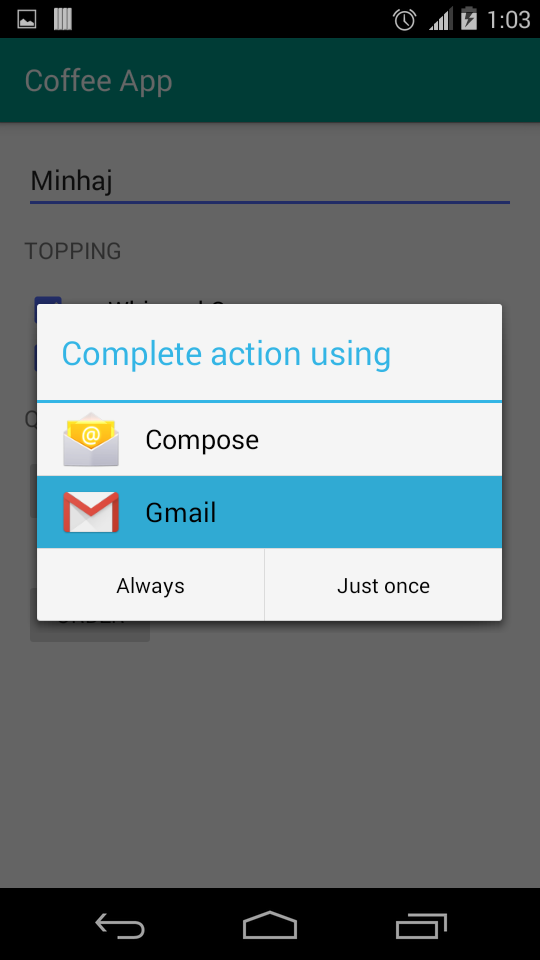 1:03
Coffee App
Minhaj
TOPPING
Complete action using
Compose
Gmail
Always
Just once